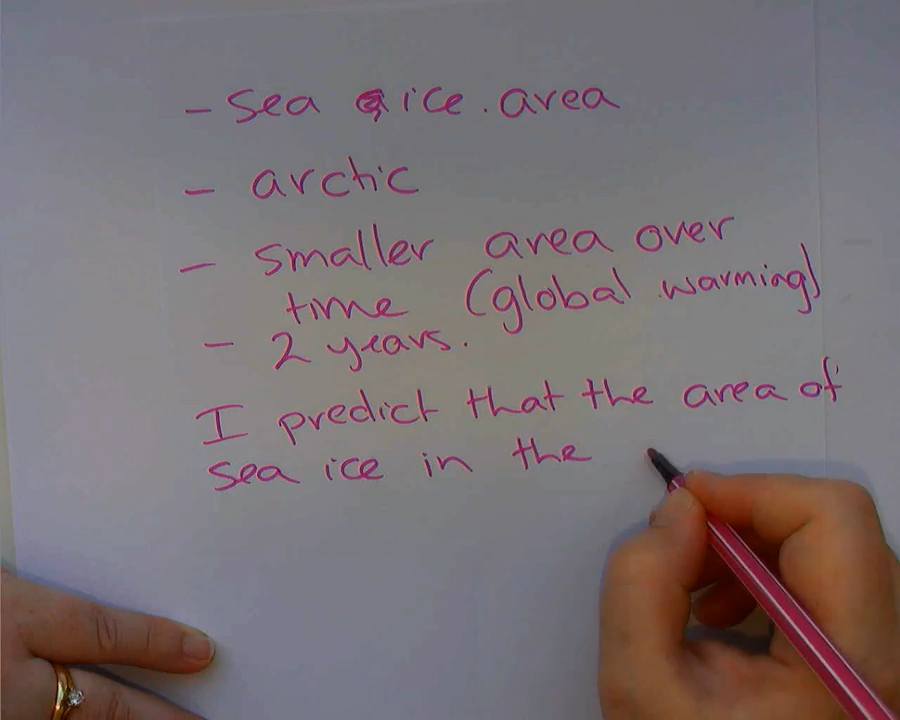 - sea ice . area
- arctic
- smaller area over
time (global warming)
- 2 years.
I predict that the area of
sea ice in the